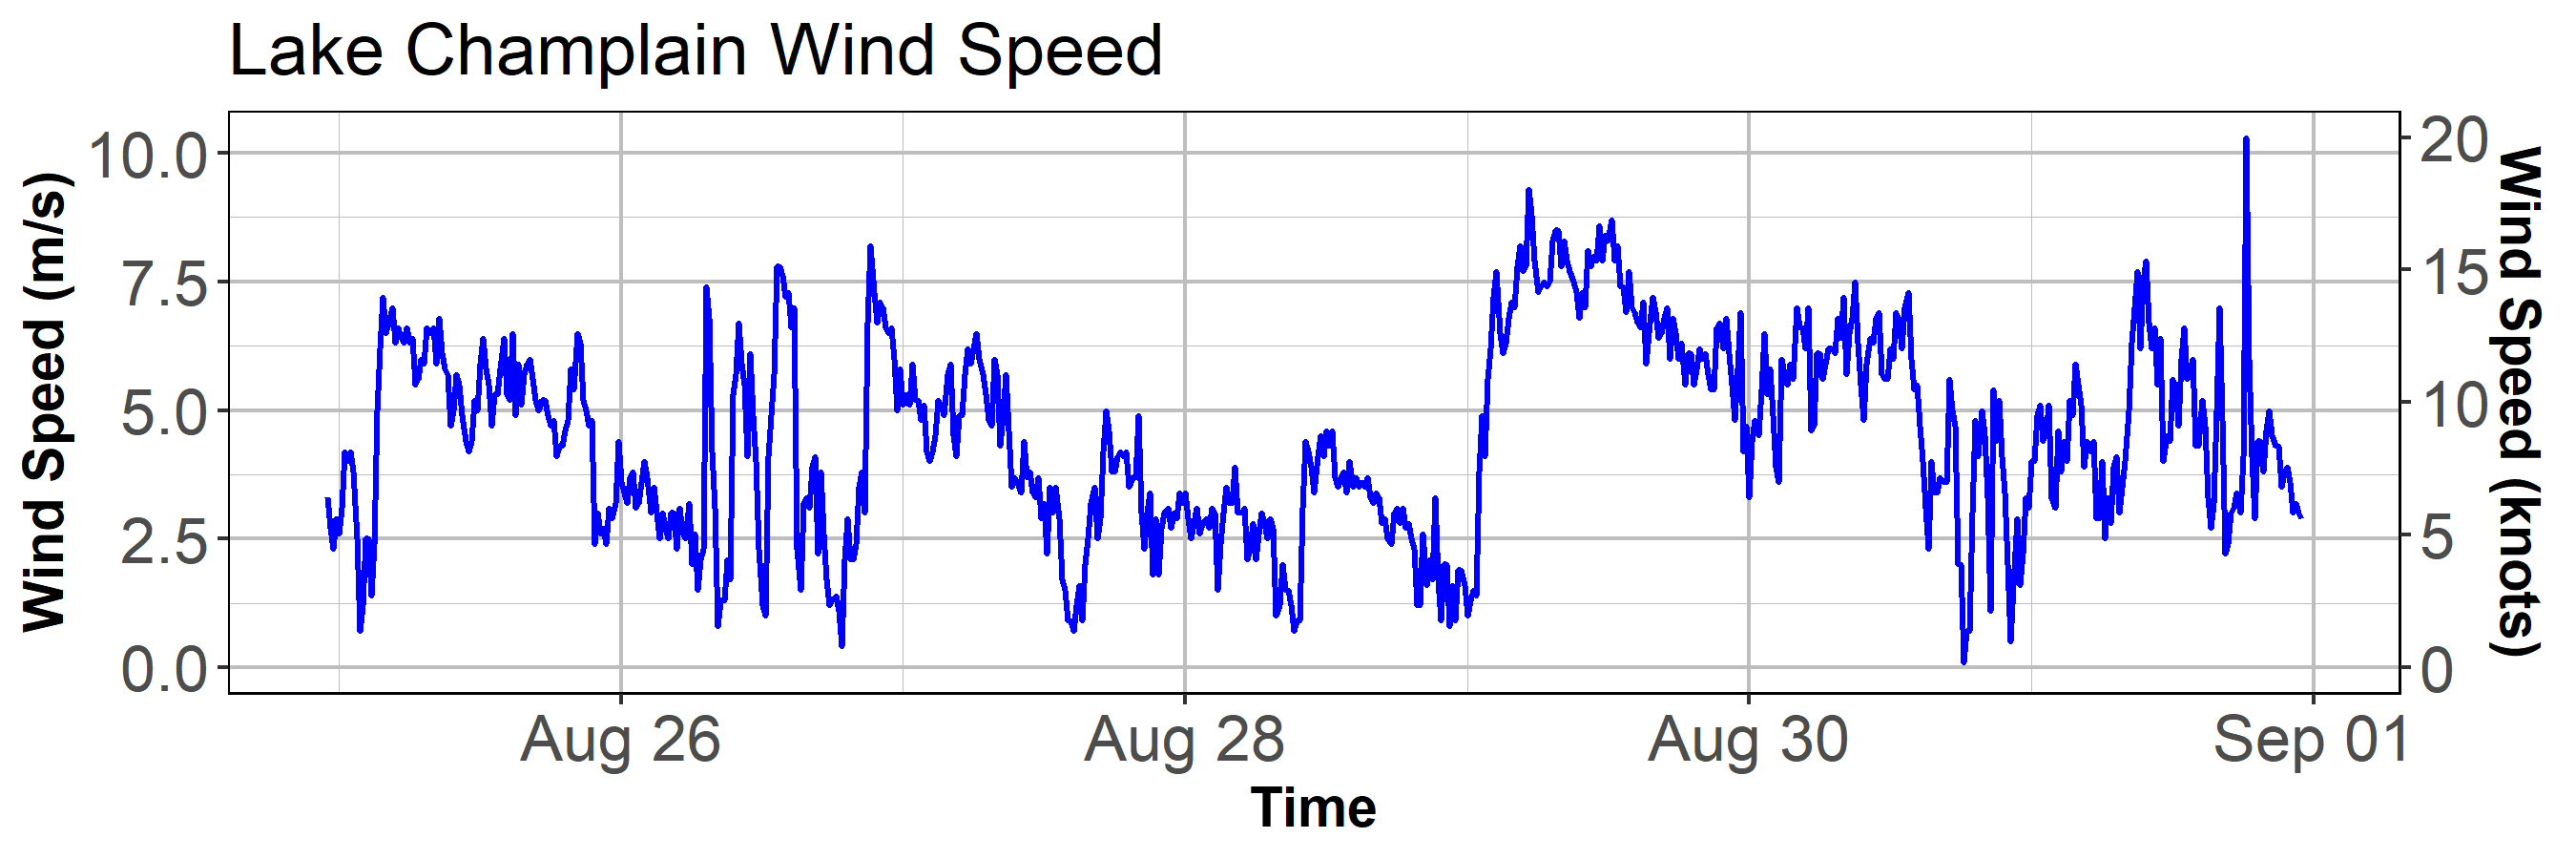 Lake Champlain Wind Speed
Wind Speed (m/s)
10.0
7.5
5.0
2.5
0.0
20
15
10
5
0
Wind Speed (knots)
Aug 26
Aug 28
Aug 30
Sep 01
Time